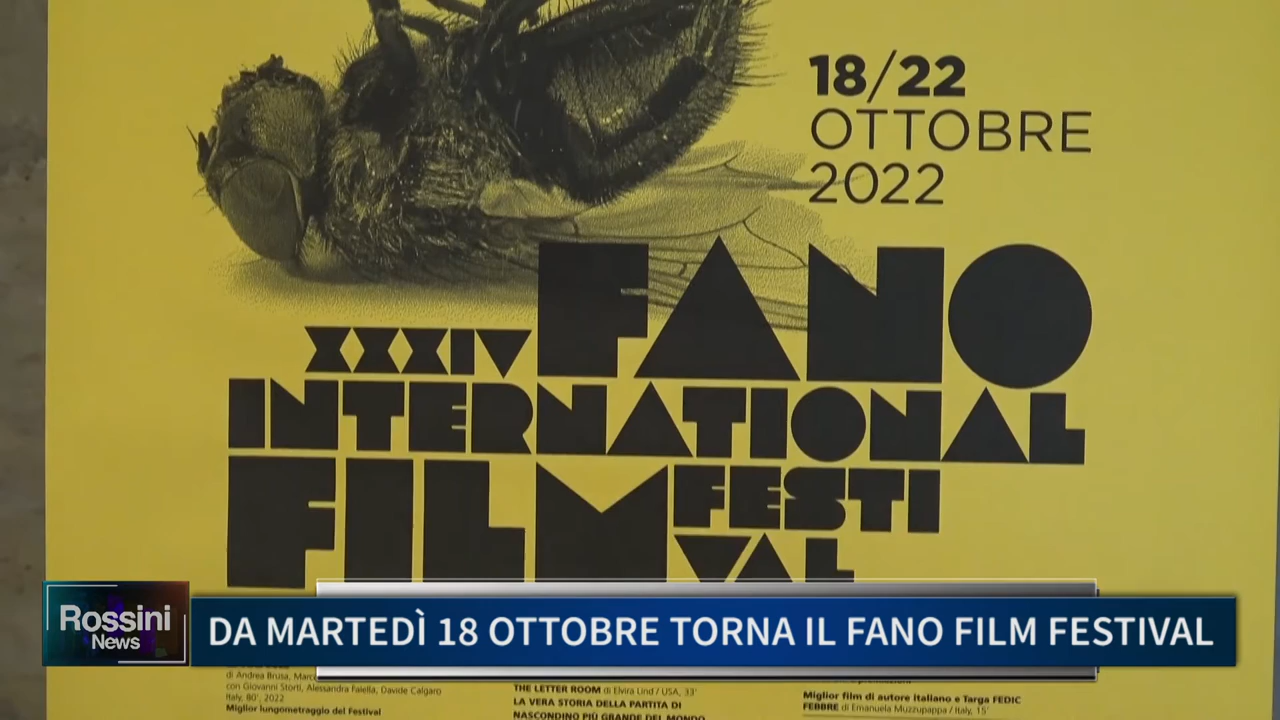 18/22
OTTOBRE
2022
XXXIV FANO
INTERNATIONAL
FILM FESTI
VAL
Rossini
News
DA MARTEDÌ 18 OTTOBRE TORNA IL FANO FILM FESTIVAL
di Andrea Brusa, Marc
con Giovanni Storti, Alessandra Faiella, Davide Calgaro
Italy, 80', 2022
Miglior lungometraggio del Festival
THE LETTER ROOM di Elvira Lind / USA, 33'
LA VERA STORIA DELLA PARTITA DI
NASCONDINO PIÙ GRANDE DEL MONDO
Miglior film di autore italiano e Targa FEDIC
FEBBRE di Emanuela Muzzupappa / Italy, 15'